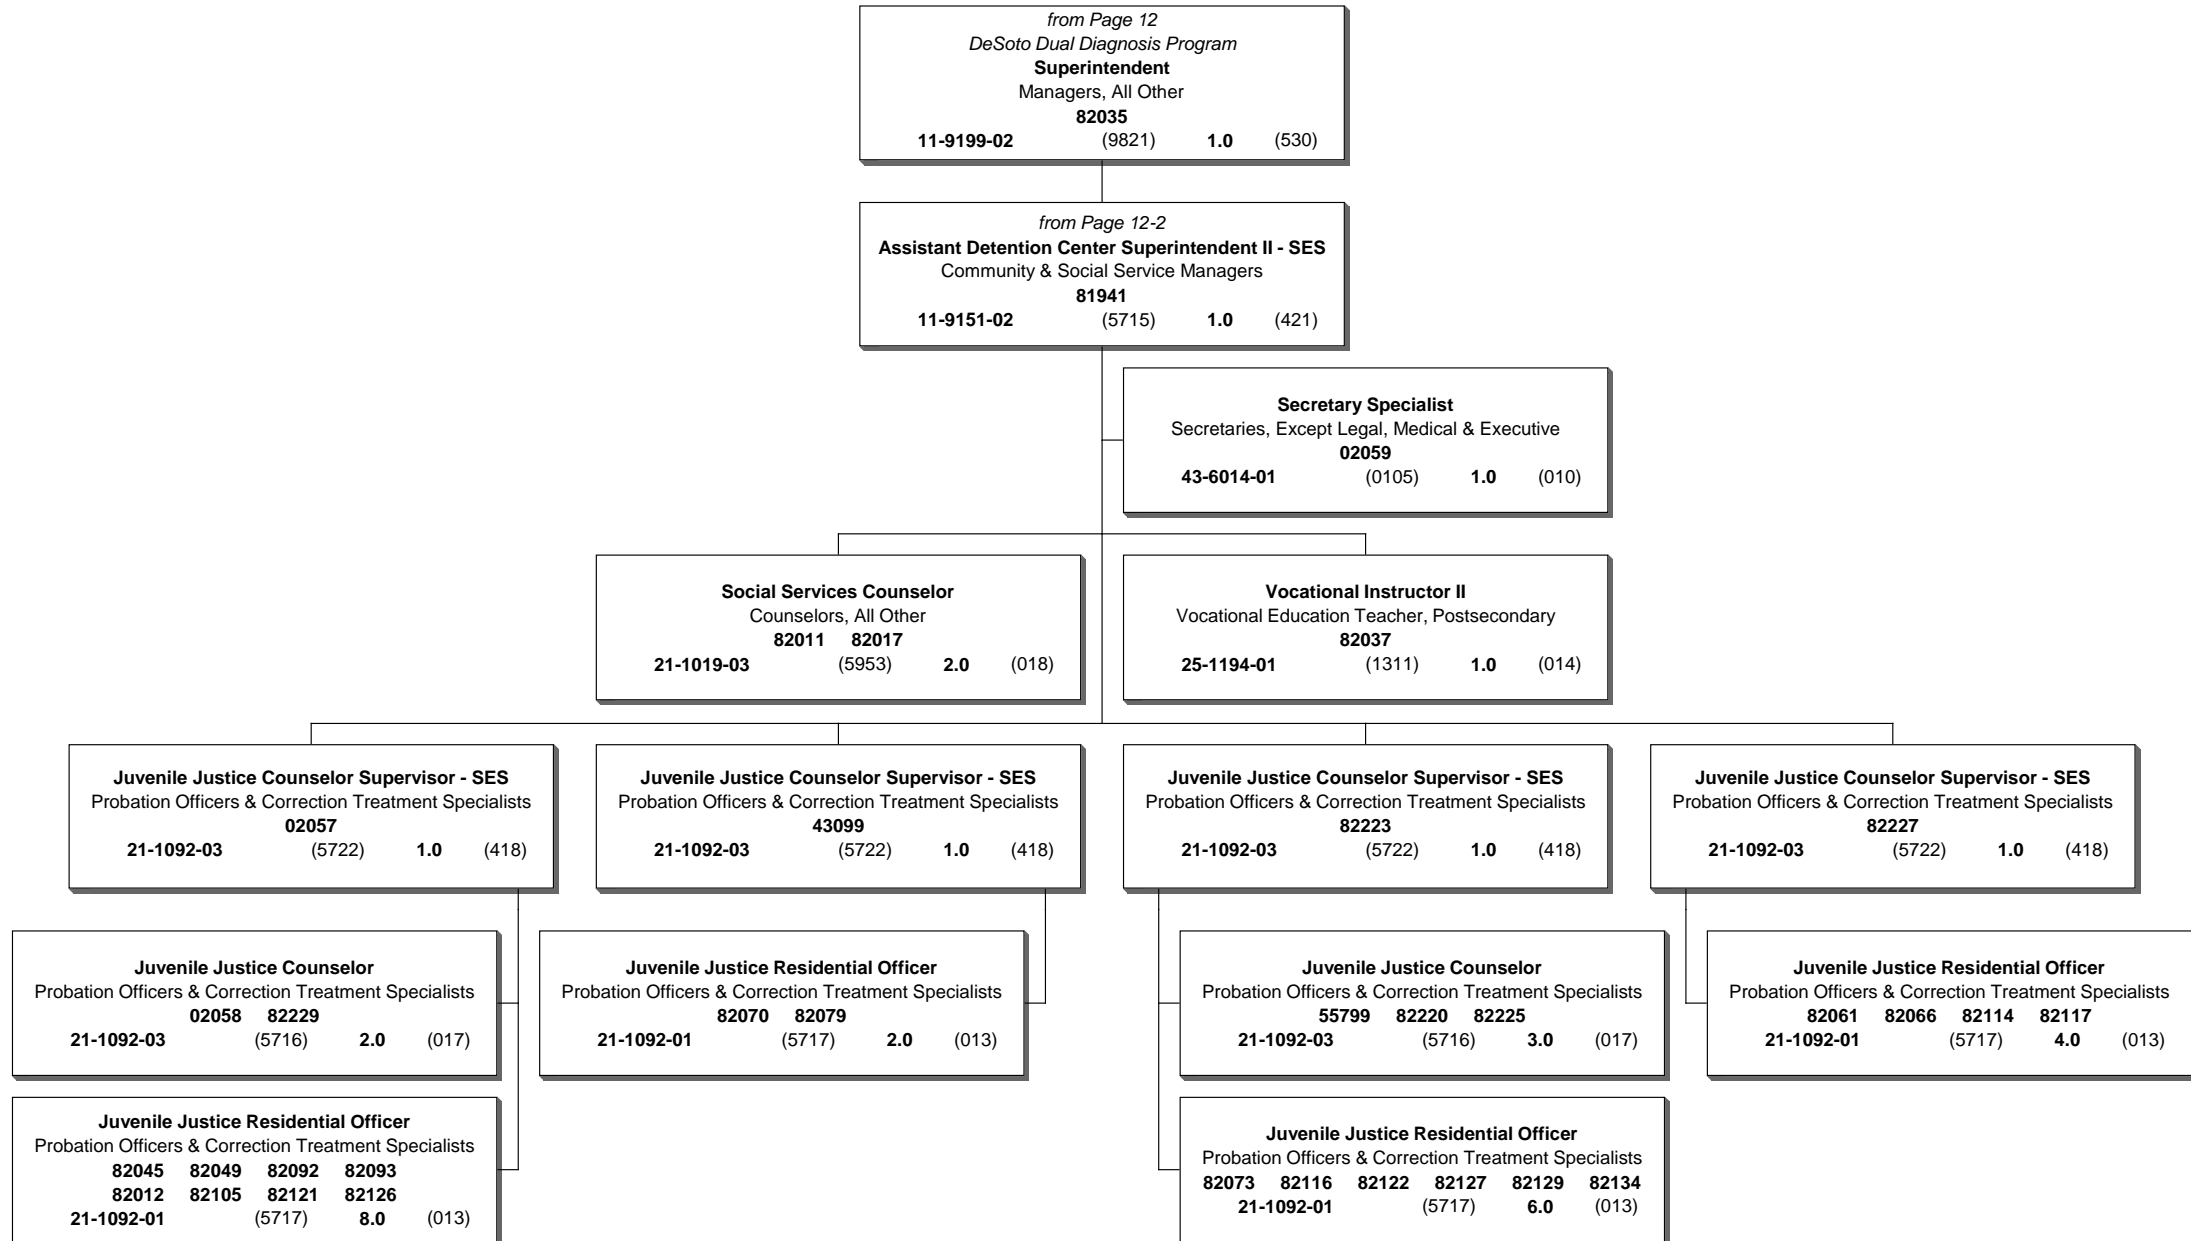 from Page 12
DeSoto Dual Diagnosis Program
Superintendent
Managers, All Other
82035
11-9199-02 (9821) 1.0 (530)
from Page 12-2
Assistant Detention Center Superintendent II - SES
Community & Social Service Managers
81941
11-9151-02 (5715) 1.0 (421)
Secretary Specialist
Secretaries, Except Legal, Medical & Executive
02059
43-6014-01 (0105) 1.0 (010)
Social Services Counselor
Counselors, All Other
82011 82017
21-1019-03 (5953) 2.0 (018)
Vocational Instructor II
Vocational Education Teacher, Postsecondary
82037
25-1194-01 (1311) 1.0 (014)
Juvenile Justice Counselor Supervisor - SES
Probation Officers & Correction Treatment Specialists
02057
21-1092-03 (5722) 1.0 (418)
Juvenile Justice Counselor Supervisor - SES
Probation Officers & Correction Treatment Specialists
43099
21-1092-03 (5722) 1.0 (418)
Juvenile Justice Counselor Supervisor - SES
Probation Officers & Correction Treatment Specialists
82223
21-1092-03 (5722) 1.0 (418)
Juvenile Justice Counselor Supervisor - SES
Probation Officers & Correction Treatment Specialists
82227
21-1092-03 (5722) 1.0 (418)
Juvenile Justice Counselor
Probation Officers & Correction Treatment Specialists
02058 82229
21-1092-03 (5716) 2.0 (017)
Juvenile Justice Residential Officer
Probation Officers & Correction Treatment Specialists
82070 82079
21-1092-01 (5717) 2.0 (013)
Juvenile Justice Counselor
Probation Officers & Correction Treatment Specialists
55799 82220 82225
21-1092-03 (5716) 3.0 (017)
Juvenile Justice Residential Officer
Probation Officers & Correction Treatment Specialists
82061 82066 82114 82117
21-1092-01 (5717) 4.0 (013)
Juvenile Justice Residential Officer
Probation Officers & Correction Treatment Specialists
82045 82049 82092 82093
82012 82105 82121 82126
21-1092-01 (5717) 8.0 (013)
Juvenile Justice Residential Officer
Probation Officers & Correction Treatment Specialists
82073 82116 82122 82127 82129 82134
21-1092-01 (5717) 6.0 (013)